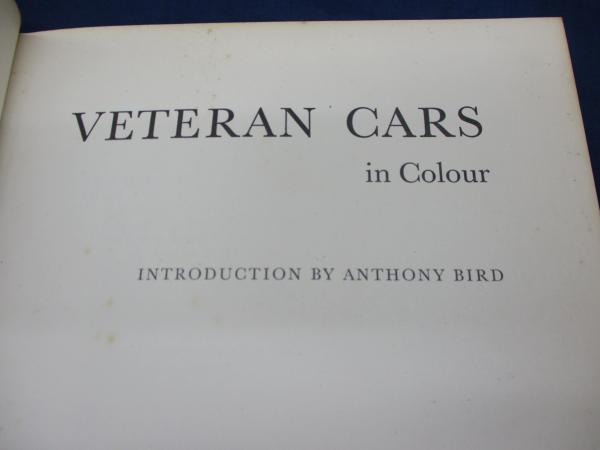 VETERAN CARS
in Colour
INTRODUCTION BY ANTHONY BIRD